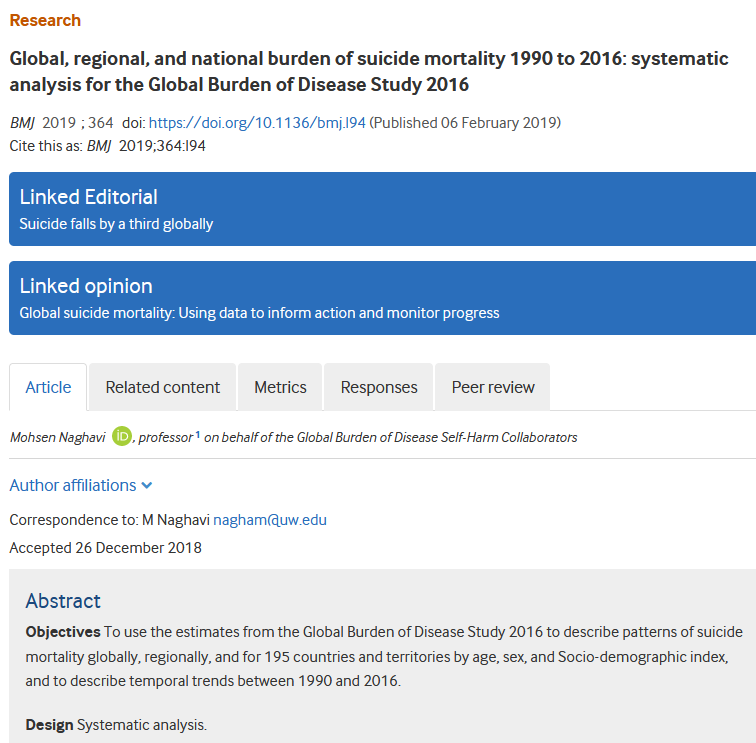 Research
Global, regional, and national burden of suicide mortality 1990 to 2016: systematic
analysis for the Global Burden of Disease Study 2016
BMJ 2019 ; 364 doi: https://doi.org/10.1136/bmj.l94 (Published 06 February 2019)
Cite this as: BMJ 2019;364:l94
Linked Editorial
Suicide falls by a third globally
Linked opinion
Global suicide mortality: Using data to inform action and monitor progress
Article Related content Metrics Responses Peer review
Mohsen Naghavi iD, professor 1 on behalf of the Global Burden of Disease Self-Harm Collaborators
Author affiliations
Correspondence to: M Naghavi nagham@uw.edu
Accepted 26 December 2018
Abstract
Objectives To use the estimates from the Global Burden of Disease Study 2016 to describe patterns of suicide
mortality globally, regionally, and for 195 countries and territories by age, sex, and Socio-demographic index,
and to describe temporal trends between 1990 and 2016.
Design Systematic analysis.